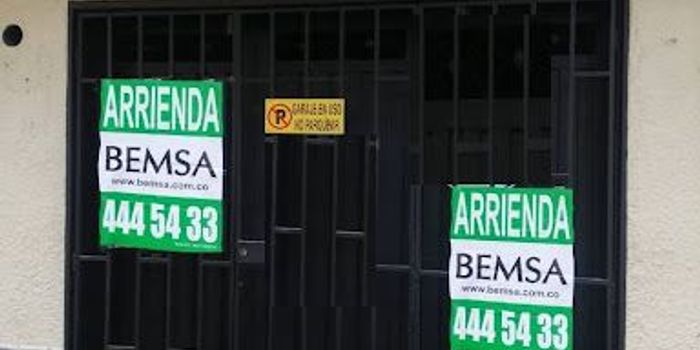 ARRIENDA
BEMSA
www.bemsa.com.co
444 54 33
GARAJE EN USO
NO PARQUEAR
ARRIENDA
BEMSA
www.bemsa.com.co
444 54 33